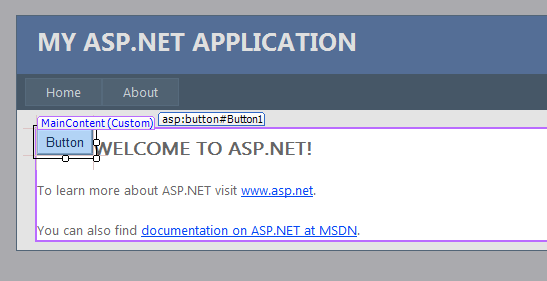 MY ASP.NET APPLICATION
Home About
MainContent (Custom) asp:button#Button1
Button WELCOME TO ASP.NET!
To learn more about ASP.NET visit www.asp.net.
You can also find documentation on ASP.NET at MSDN.